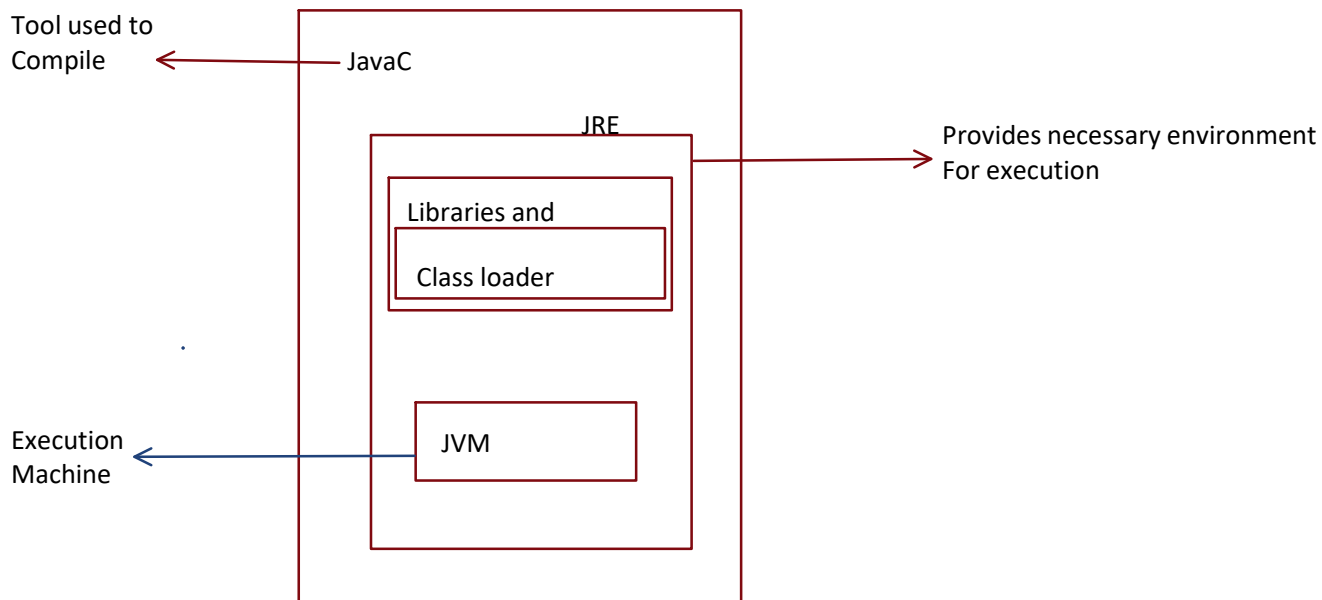 Tool used to
Compile
JavaC
JRE
Provides necessary environment
For execution
Libraries and
Class loader
Execution
Machine
JVM